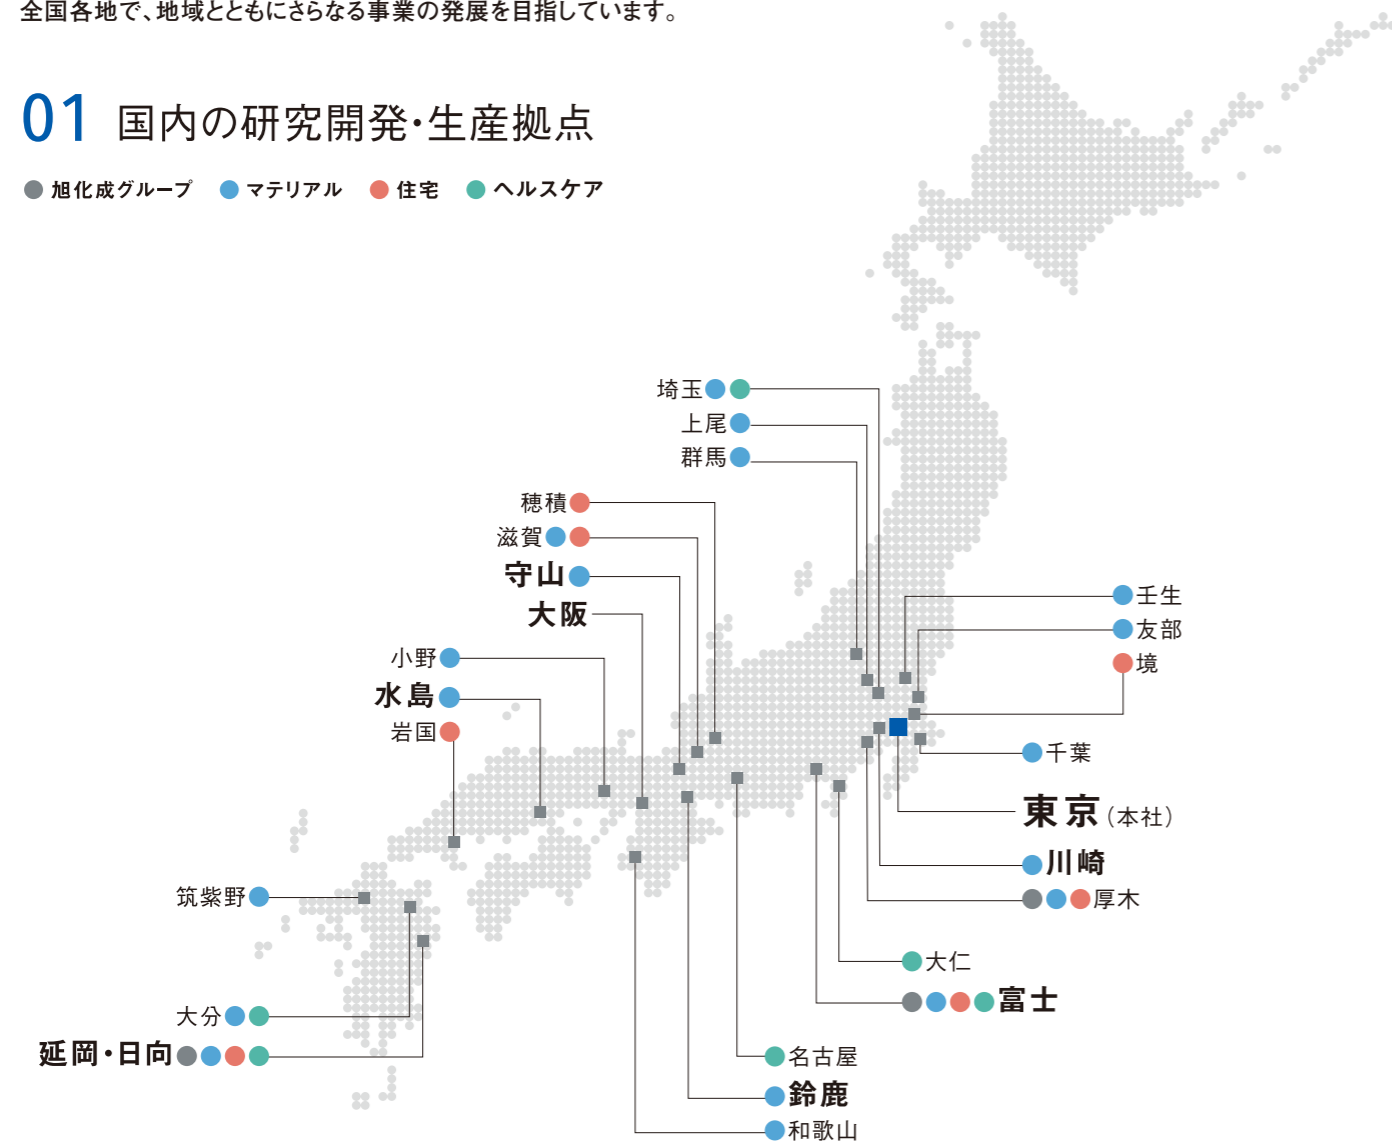 全国各地で、地域とともにさらなる事業の発展を目指しています。
01 国内の研究開発・生産拠点
旭化成グループ マテリアル 住宅 ヘルスケア
埼玉
上尾
群馬
穂積
滋賀
守山
大阪
小野
水島
岩国
壬生
友部
境
千葉
東京（本社）
川崎
厚木
筑紫野
大仁
富士
大分
延岡・日向
名古屋
鈴鹿
和歌山